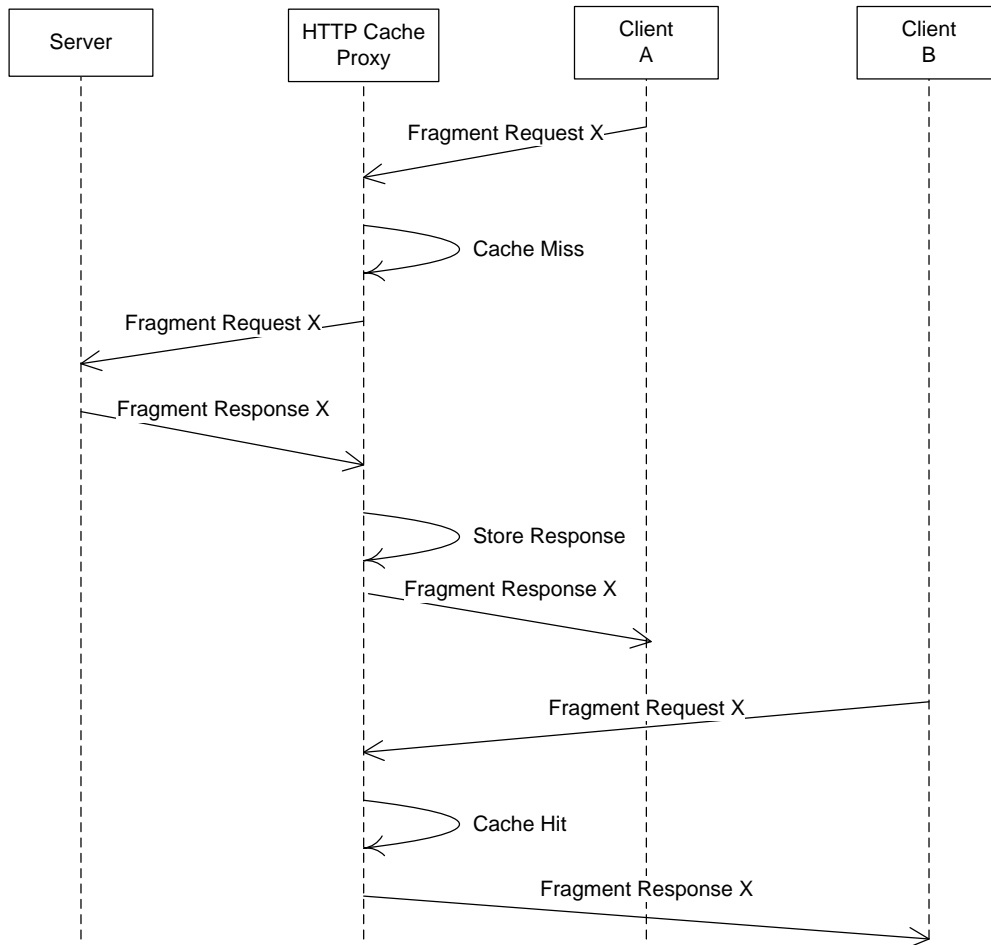 Server
HTTP Cache
Proxy
Client
A
Client
B
Fragment Request X
Cache Miss
Fragment Request X
Fragment Response X
Store Response
Fragment Response X
Fragment Request X
Cache Hit
Fragment Response X